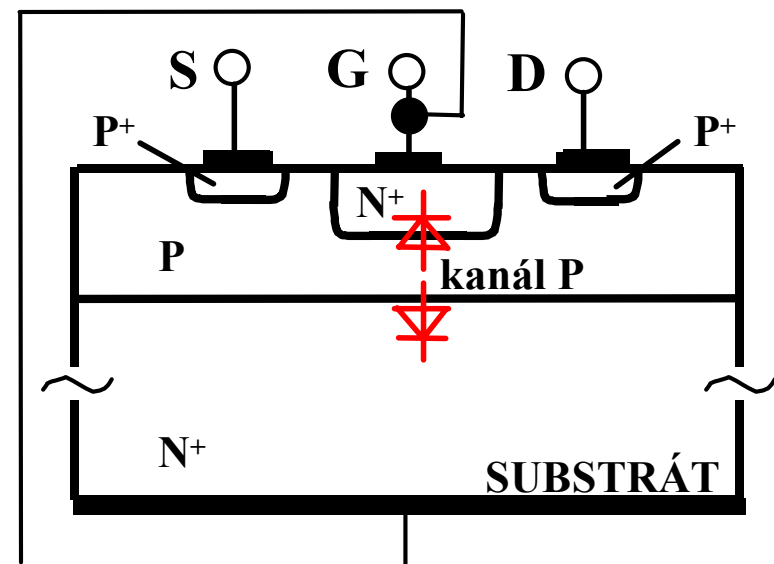 S G D
P⁺ P⁺
N⁺
P
kanál P
N⁺
SUBSTRÁT